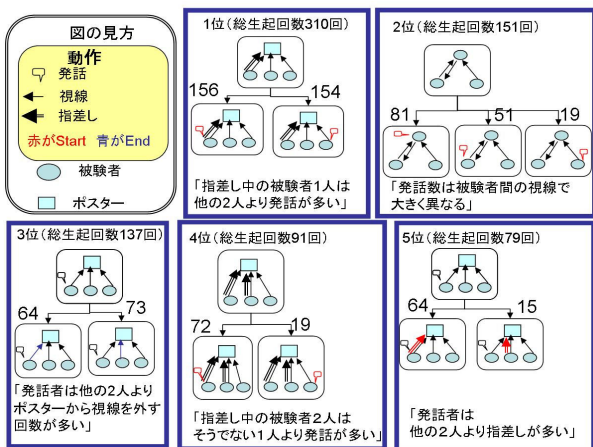 図の見方
動作
発話
視線
指差し
赤がStart 青がEnd
被験者
ポスター
1位(総生起回数310回)
156
154
「指差し中の被験者1人は
他の2人より発話が多い」
2位(総生起回数151回)
81
51
19
「発話数は被験者間の視線で
大きく異なる」
3位(総生起回数137回)
64
73
「発話者は他の2人より
ポスターから視線を外す
回数が多い」
4位(総生起回数91回)
72
19
「指差し中の被験者2人は
そうでない1人より発話が多い」
5位(総生起回数79回)
64
15
「発話者は
他の2人より指差しが多い」